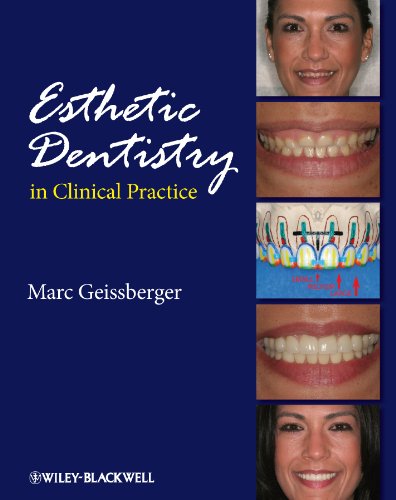 Esthetic
Dentistry
in Clinical Practice
Marc Geissberger
WILEY-BLACKWELL